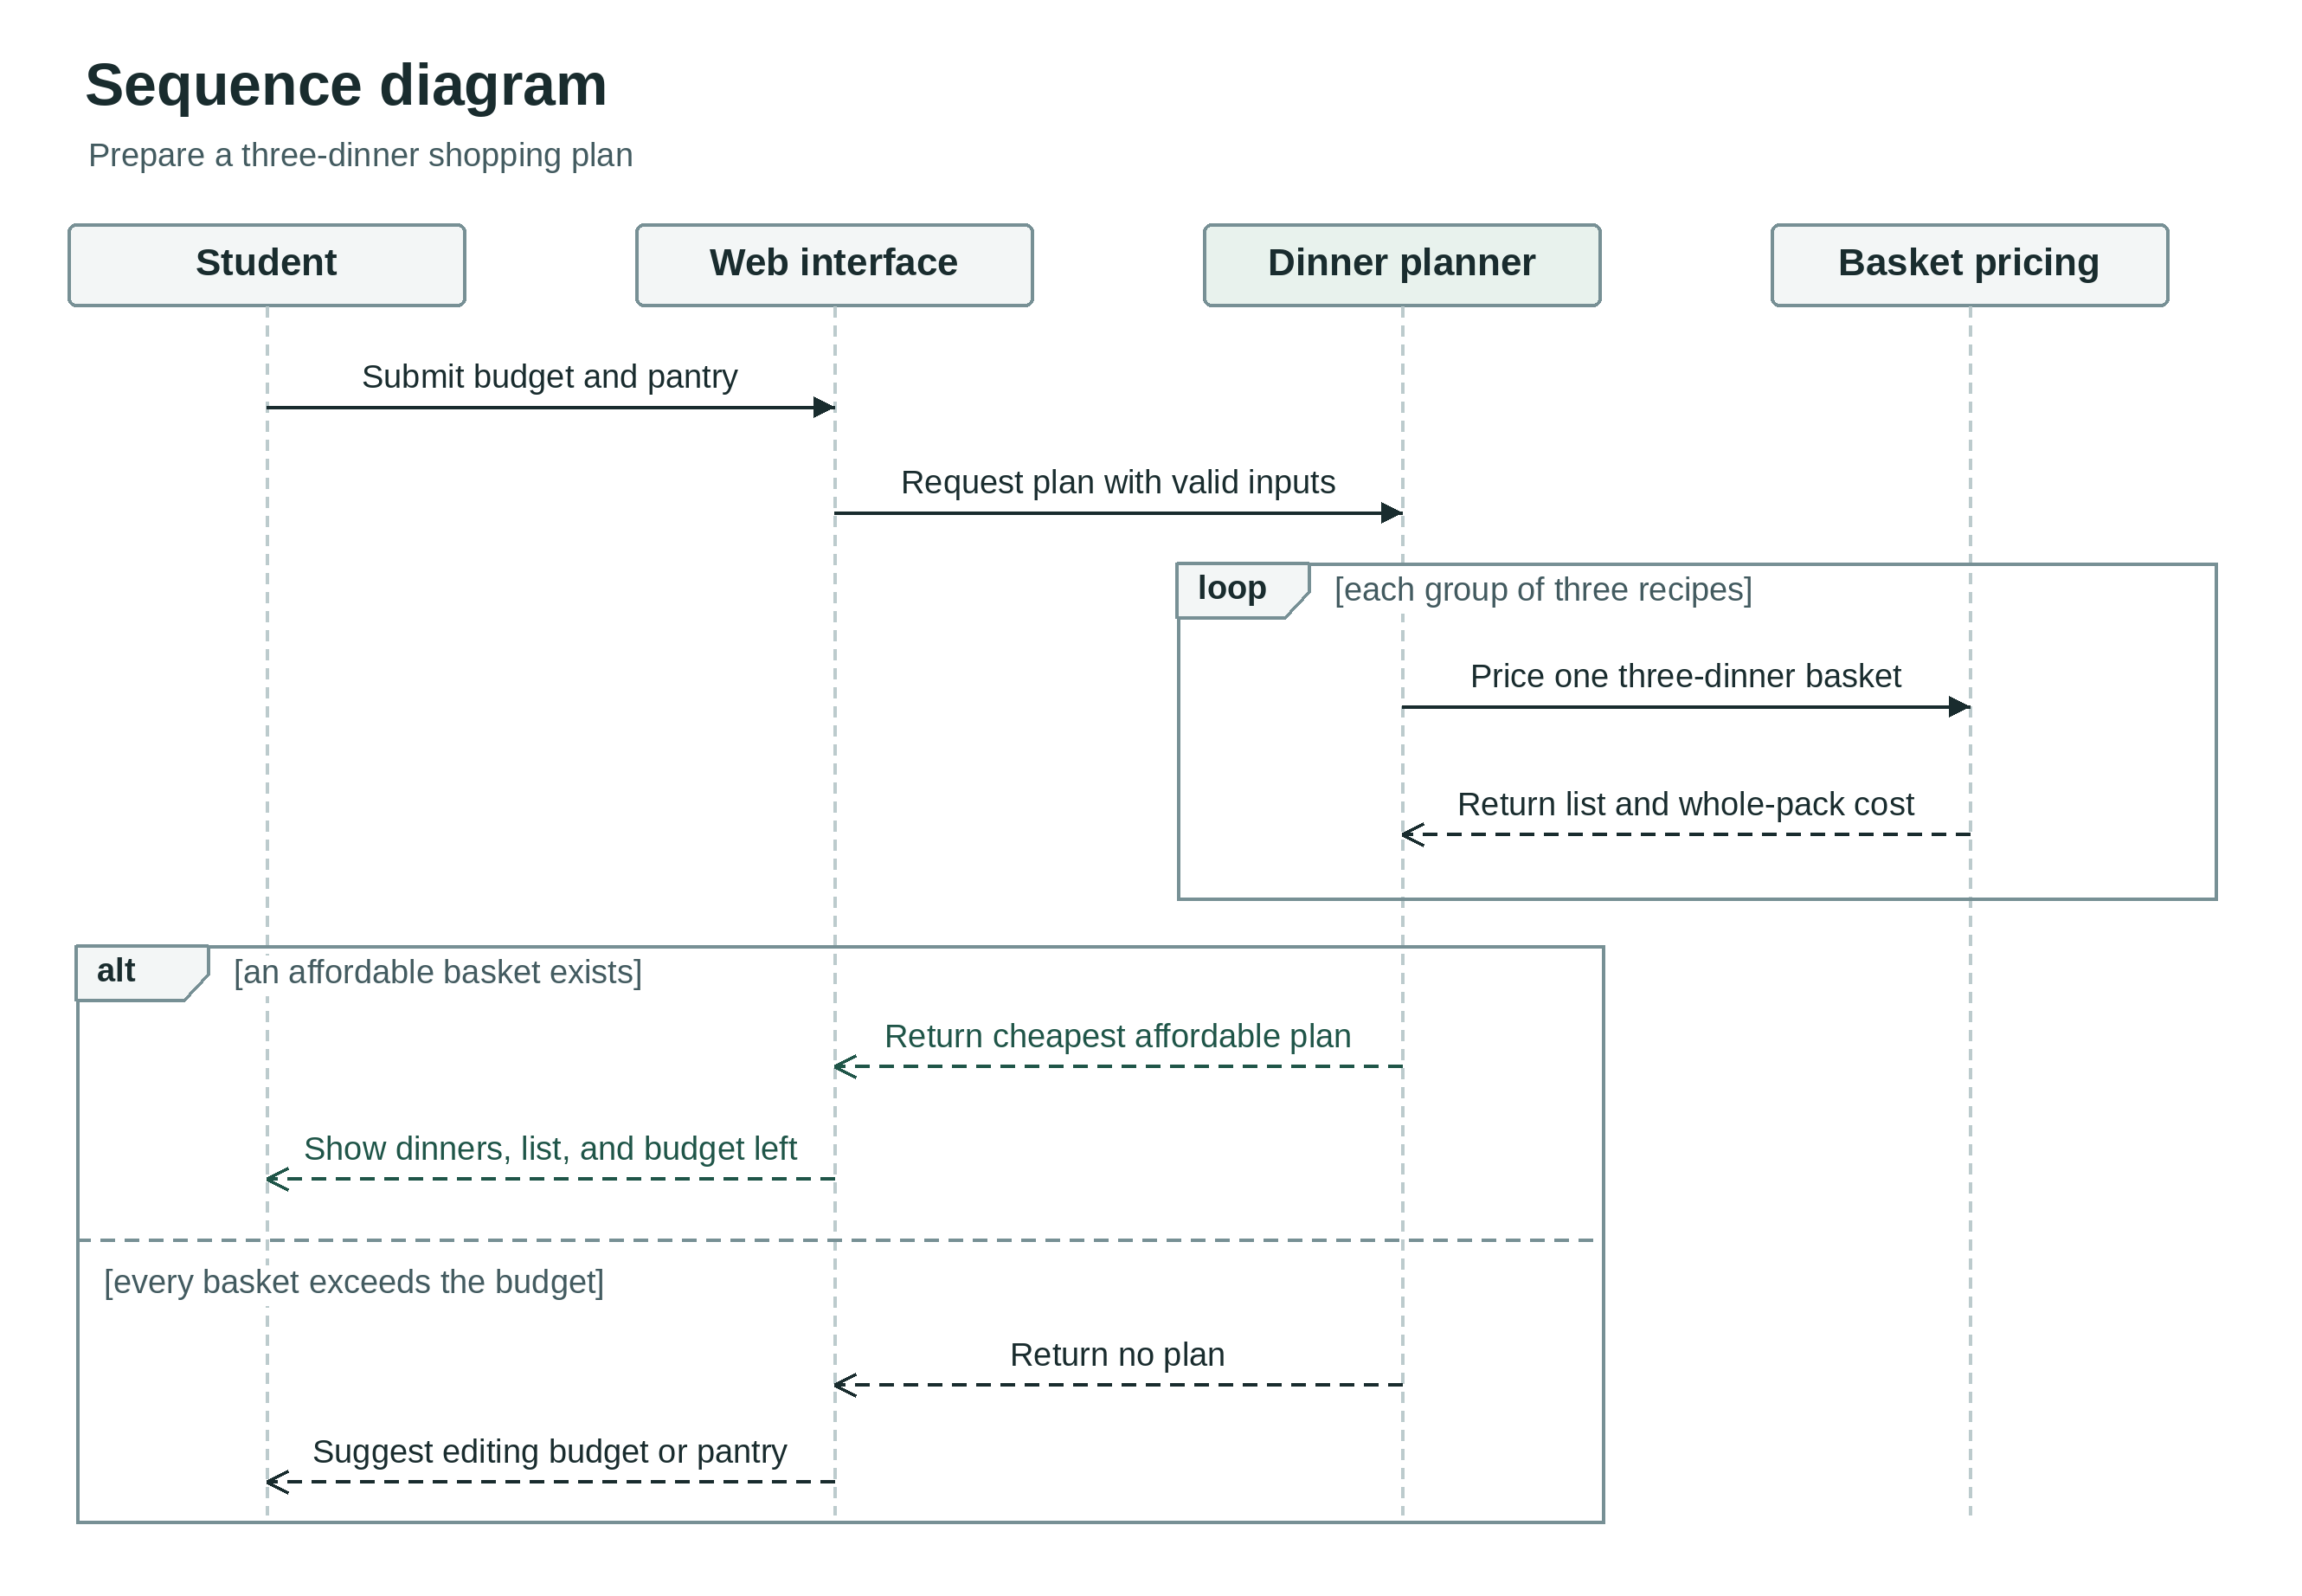 Sequence diagram
Prepare a three-dinner shopping plan
Student
Web interface
Dinner planner
Basket pricing
Submit budget and pantry
Request plan with valid inputs
loop
[each group of three recipes]
Price one three-dinner basket
Return list and whole-pack cost
alt
[an affordable basket exists]
Return cheapest affordable plan
Show dinners, list, and budget left
[every basket exceeds the budget]
Return no plan
Suggest editing budget or pantry